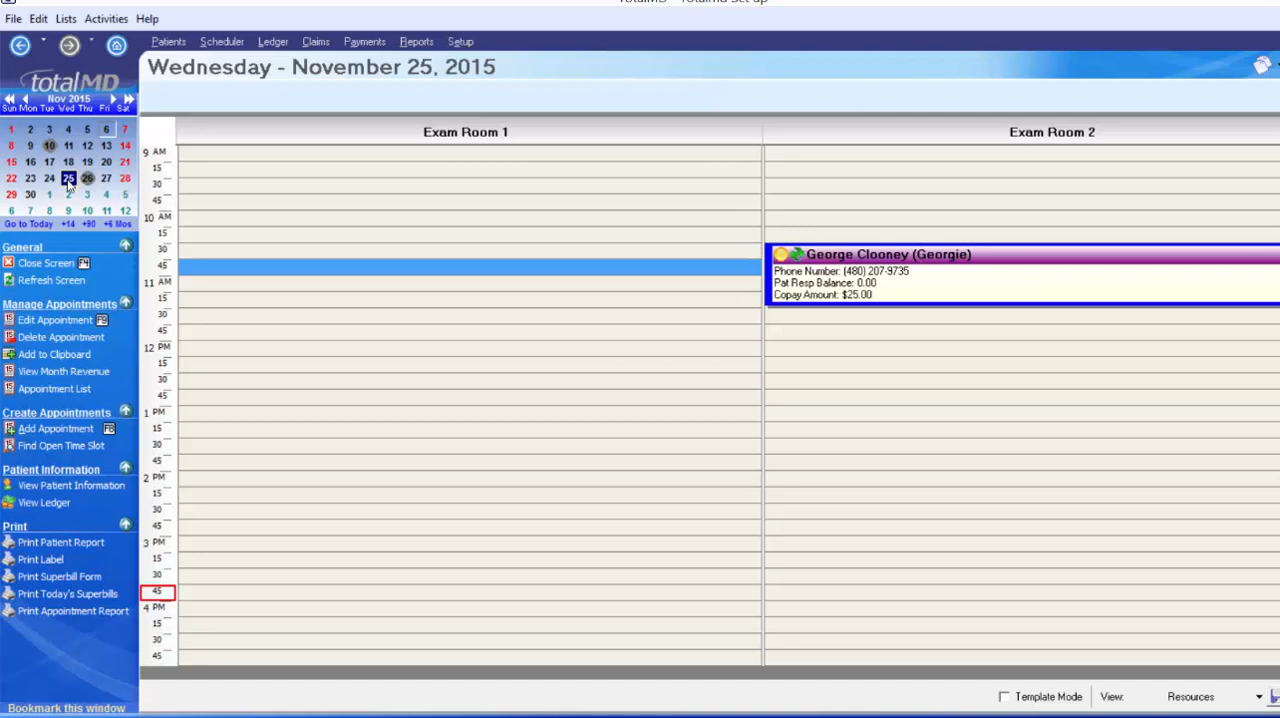 TotalMD - Totalmd Set up
File Edit Lists Activities Help
Patients Scheduler Ledger Claims Payments Reports Setup
totalMD
Wednesday - November 25, 2015
Nov 2015
Sun Mon Tue Wed Thu Fri Sat
1 2 3 4 5 6 7
8 9 10 11 12 13 14
15 16 17 18 19 20 21
22 23 24 25 26 27 28
29 30 1 2 3 4 5
6 7 8 9 10 11 12
Go to Today +14 +90 +6 Mos
General
Close Screen F4
Refresh Screen
Manage Appointments
Edit Appointment F9
Delete Appointment
Add to Clipboard
View Month Revenue
Appointment List
Create Appointments
Add Appointment F8
Find Open Time Slot
Patient Information
View Patient Information
View Ledger
Print
Print Patient Report
Print Label
Print Superbill Form
Print Today's Superbills
Print Appointment Report
Bookmark this window
Exam Room 1 Exam Room 2
9 AM
15
30
45
10 AM
15
30
45
11 AM
15
30
45
12 PM
15
30
45
1 PM
15
30
45
2 PM
15
30
45
3 PM
15
30
45
4 PM
15
30
45
George Clooney (Georgie)
Phone Number: (480) 207-9735
Pat Resp Balance: 0.00
Copay Amount: $25.00
Template Mode View: Resources